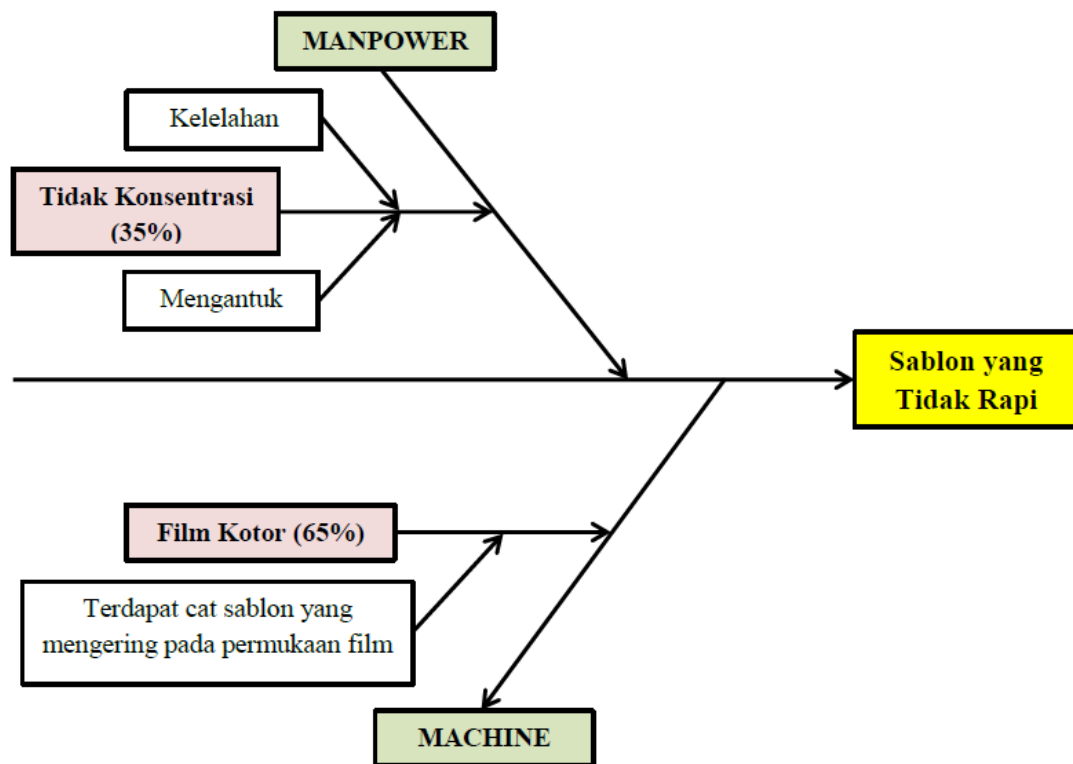 MANPOWER
Kelelahan
Tidak Konsentrasi
(35%)
Mengantuk
Sablon yang
Tidak Rapi
Film Kotor (65%)
Terdapat cat sablon yang
mengering pada permukaan film
MACHINE